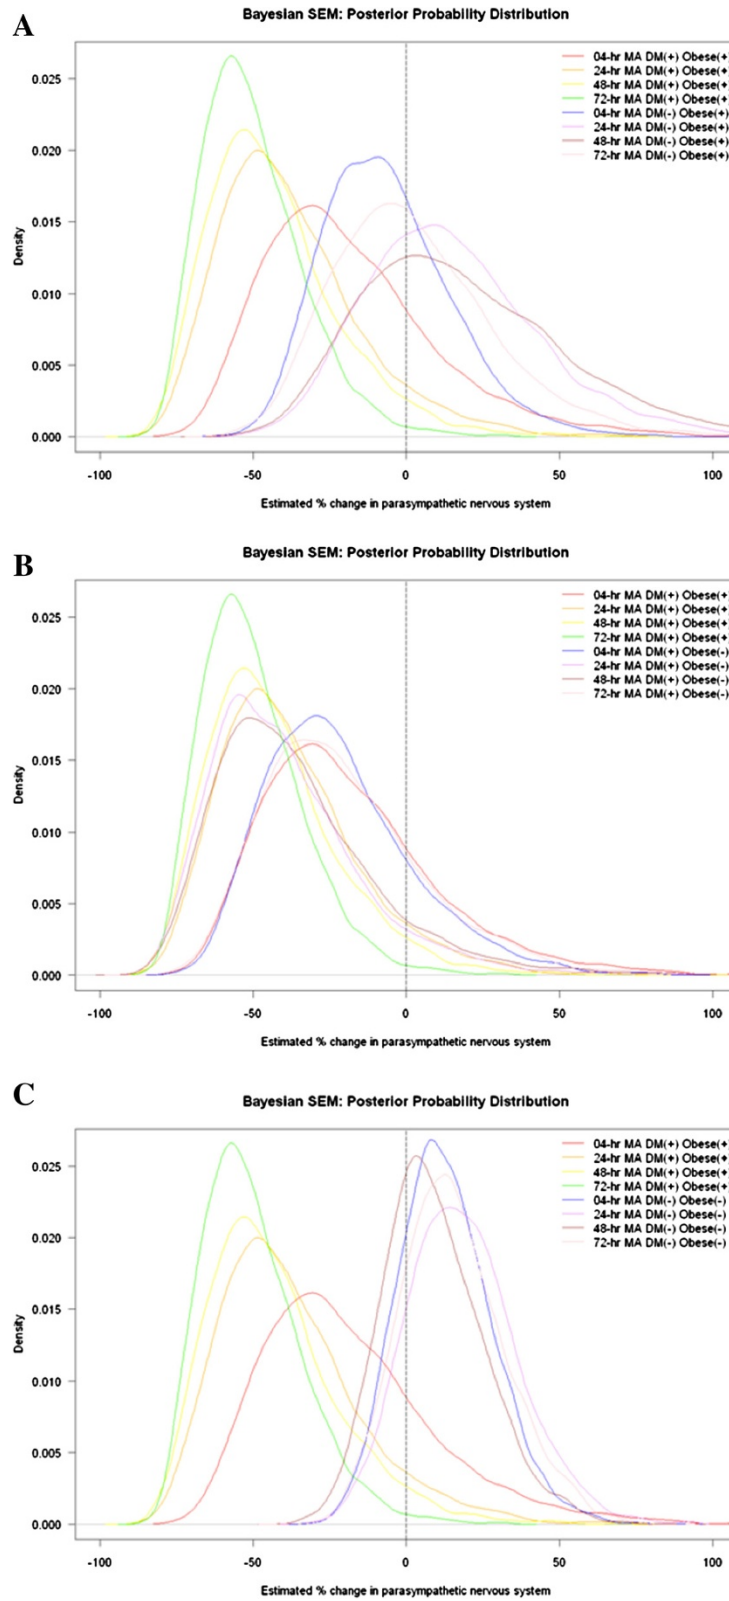 A
Bayesian SEM: Posterior Probability Distribution
04-hr MA DM(+) Obese(+)
24-hr MA DM(+) Obese(+)
48-hr MA DM(+) Obese(+)
72-hr MA DM(+) Obese(+)
04-hr MA DM(-) Obese(+)
24-hr MA DM(-) Obese(+)
48-hr MA DM(-) Obese(+)
72-hr MA DM(-) Obese(+)
Density
0.025
0.020
0.015
0.010
0.005
0.000
-100 -50 0 50 100
Estimated % change in parasympathetic nervous system
B
Bayesian SEM: Posterior Probability Distribution
04-hr MA DM(+) Obese(+)
24-hr MA DM(+) Obese(+)
48-hr MA DM(+) Obese(+)
72-hr MA DM(+) Obese(+)
04-hr MA DM(+) Obese(-)
24-hr MA DM(+) Obese(-)
48-hr MA DM(+) Obese(-)
72-hr MA DM(+) Obese(-)
Density
0.025
0.020
0.015
0.010
0.005
0.000
-100 -50 0 50 100
Estimated % change in parasympathetic nervous system
C
Bayesian SEM: Posterior Probability Distribution
04-hr MA DM(+) Obese(+)
24-hr MA DM(+) Obese(+)
48-hr MA DM(+) Obese(+)
72-hr MA DM(+) Obese(+)
04-hr MA DM(-) Obese(-)
24-hr MA DM(-) Obese(-)
48-hr MA DM(-) Obese(-)
72-hr MA DM(-) Obese(-)
Density
0.025
0.020
0.015
0.010
0.005
0.000
-100 -50 0 50 100
Estimated % change in parasympathetic nervous system